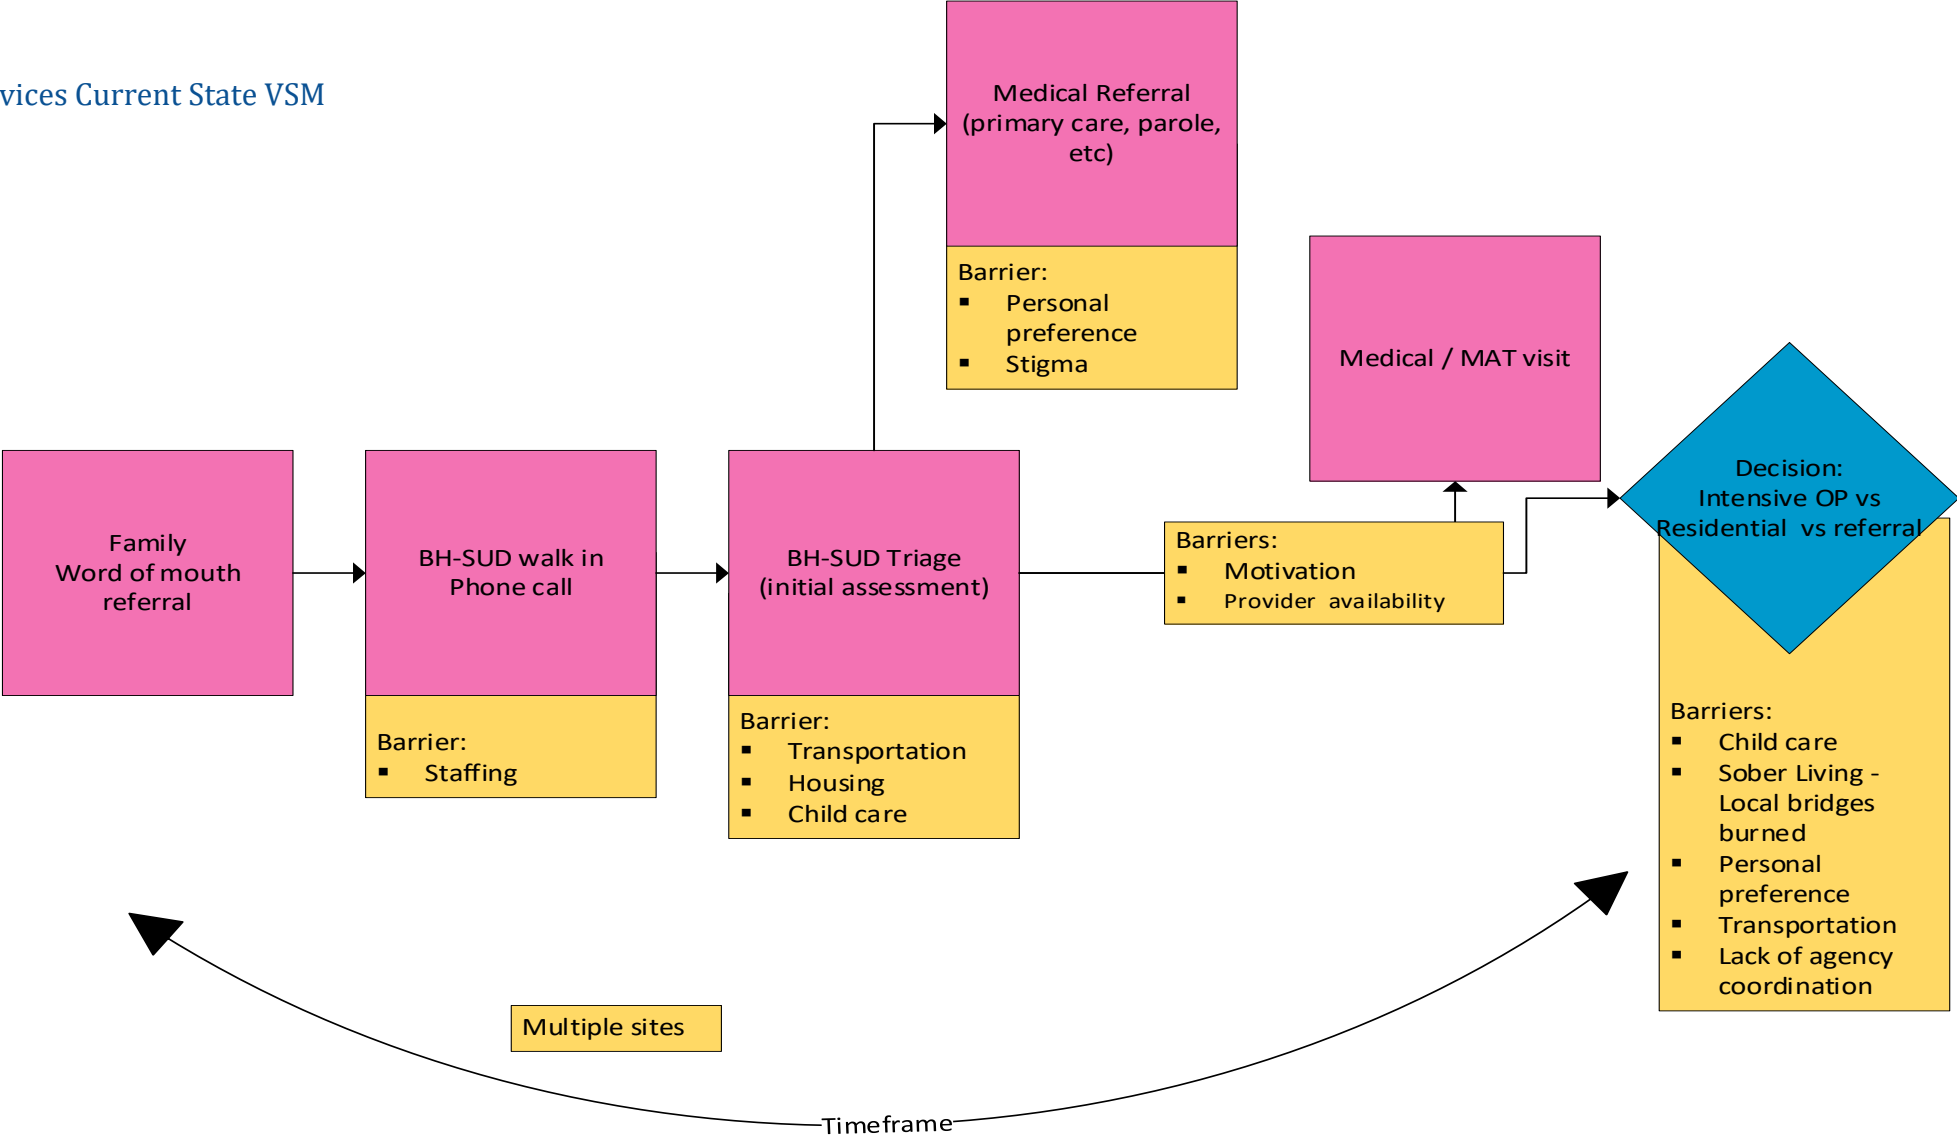 vices Current State VSM
Medical Referral
(primary care, parole,
etc)
Barrier:
▪ Personal
preference
▪ Stigma
Medical / MAT visit
Family
Word of mouth
referral
BH-SUD walk in
Phone call
Barrier:
▪ Staffing
BH-SUD Triage
(initial assessment)
Barrier:
▪ Transportation
▪ Housing
▪ Child care
Barriers:
▪ Motivation
▪ Provider availability
Decision:
Intensive OP vs
Residential vs referral
Barriers:
▪ Child care
▪ Sober Living -
Local bridges
burned
▪ Personal
preference
▪ Transportation
▪ Lack of agency
coordination
Multiple sites
Timeframe